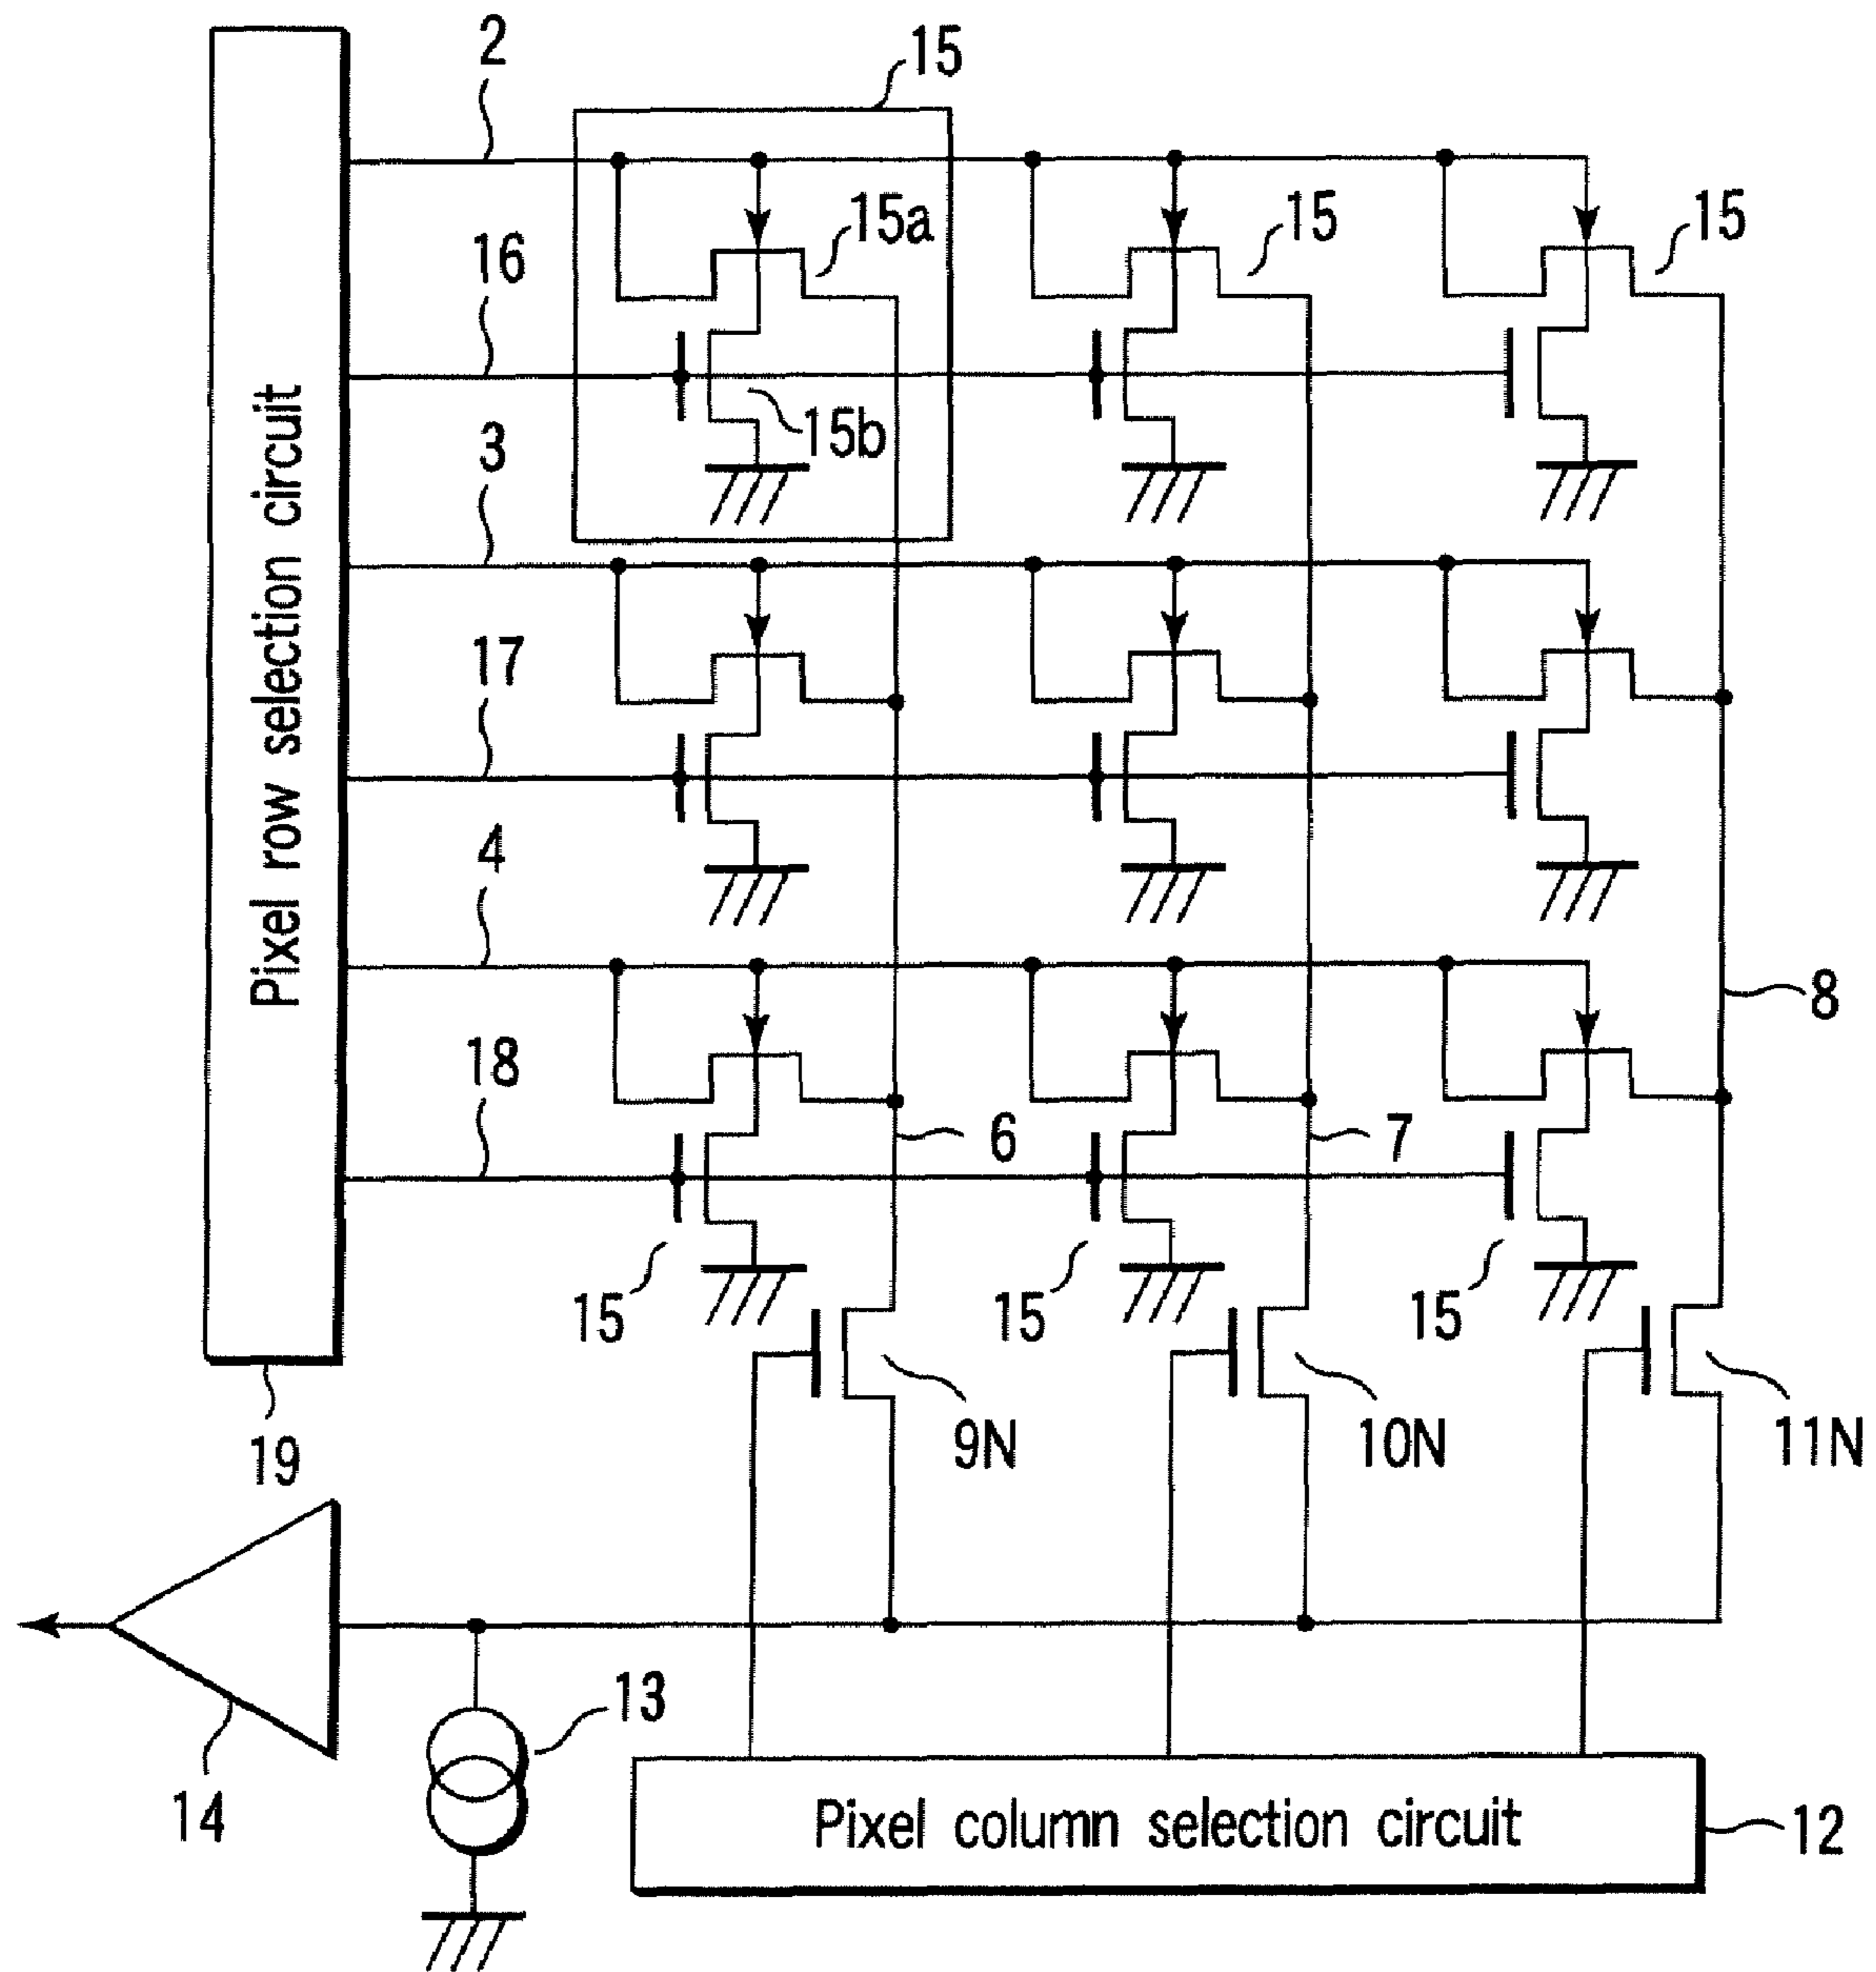 2
15
15a
15
15
16
15b
3
17
4
8
18
6
7
15
15
15
Pixel row selection circuit
19
9N
10N
11N
13
14
Pixel column selection circuit
12